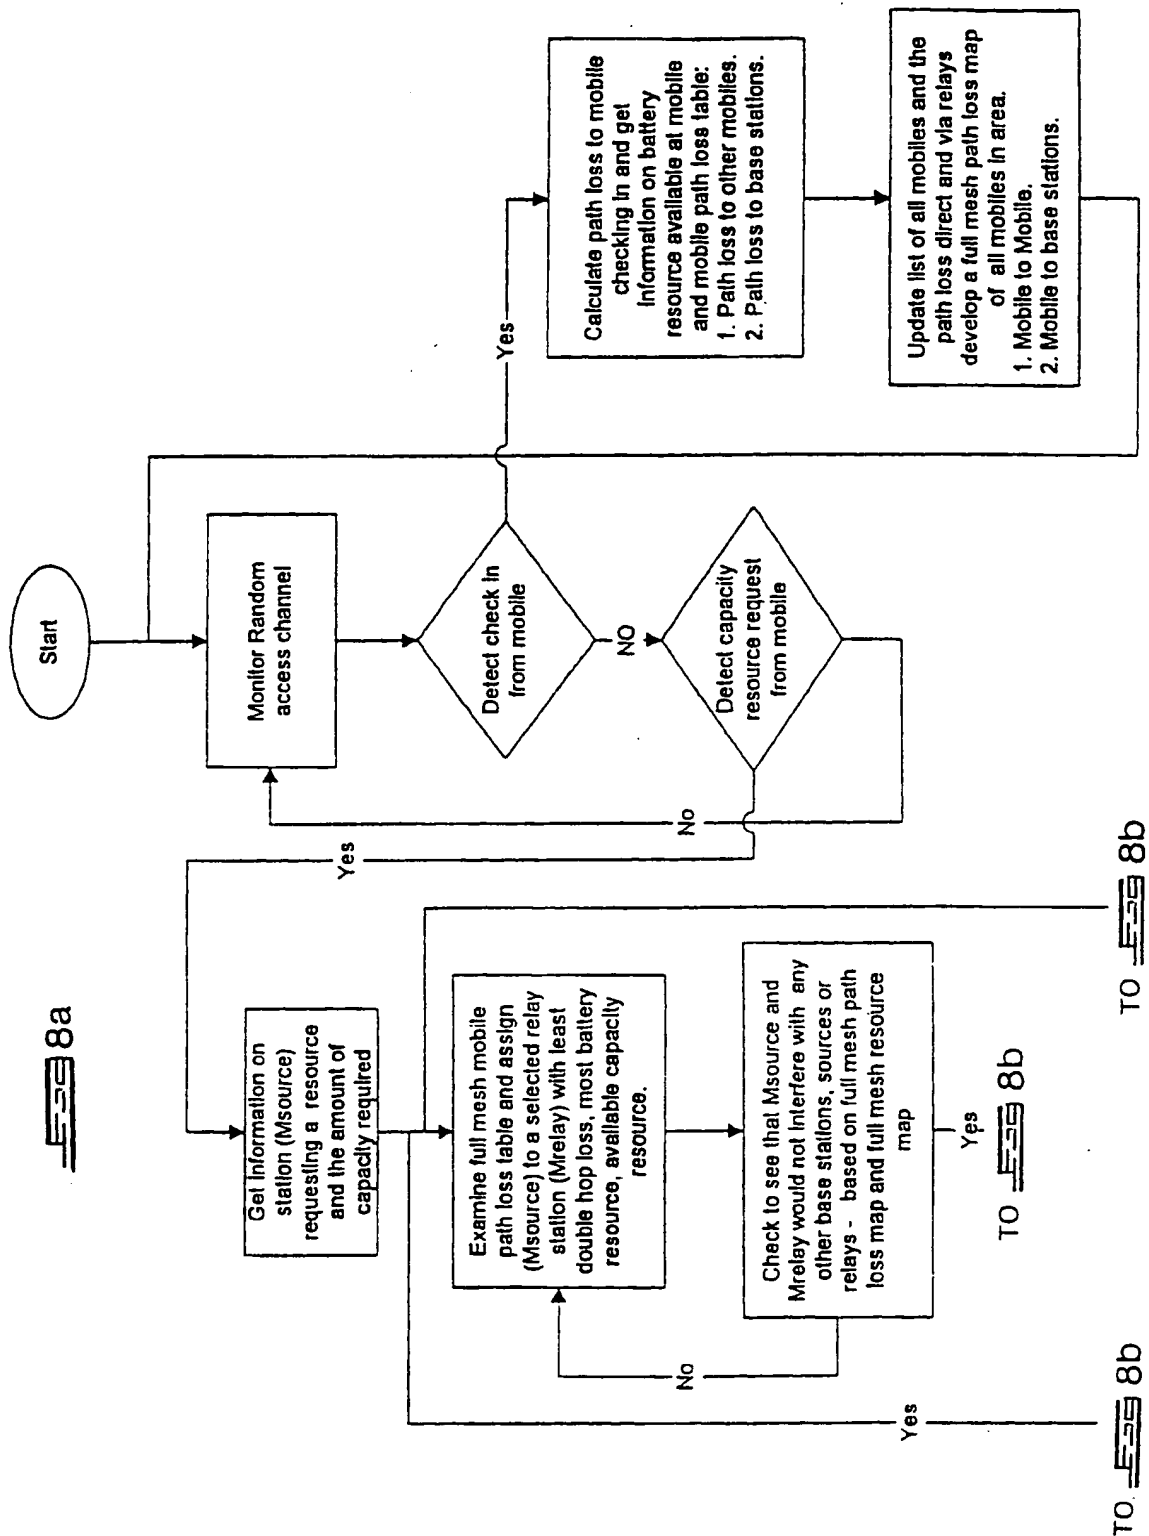 Fig 8a
Start
Monitor Random
access channel
Detect check in
from mobile
Yes
NO
Calculate path loss to mobile
checking in and get
Information on battery
resource available at mobile
and mobile path loss table:
1. Path loss to other mobiles.
2. Path loss to base stations.
Update list of all mobiles and the
path loss direct and via relays
develop a full mesh path loss map
of all mobiles in area.
1. Mobile to Mobile.
2. Mobile to base stations.
Detect capacity
resource request
from mobile
No
Yes
Get Information on
station (Msource)
requesting a resource
and the amount of
capacity required
Examine full mesh mobile
path loss table and assign
(Msource) to a selected relay
station (Mrelay) with least
double hop loss, most battery
resource, available capacity
resource.
Check to see that Msource and
Mrelay would not interfere with any
other base stations, sources or
relays - based on full mesh path
loss map and full mesh resource
map
No
Yes
Yes
TO Fig 8b
TO Fig 8b
TO. Fig 8b